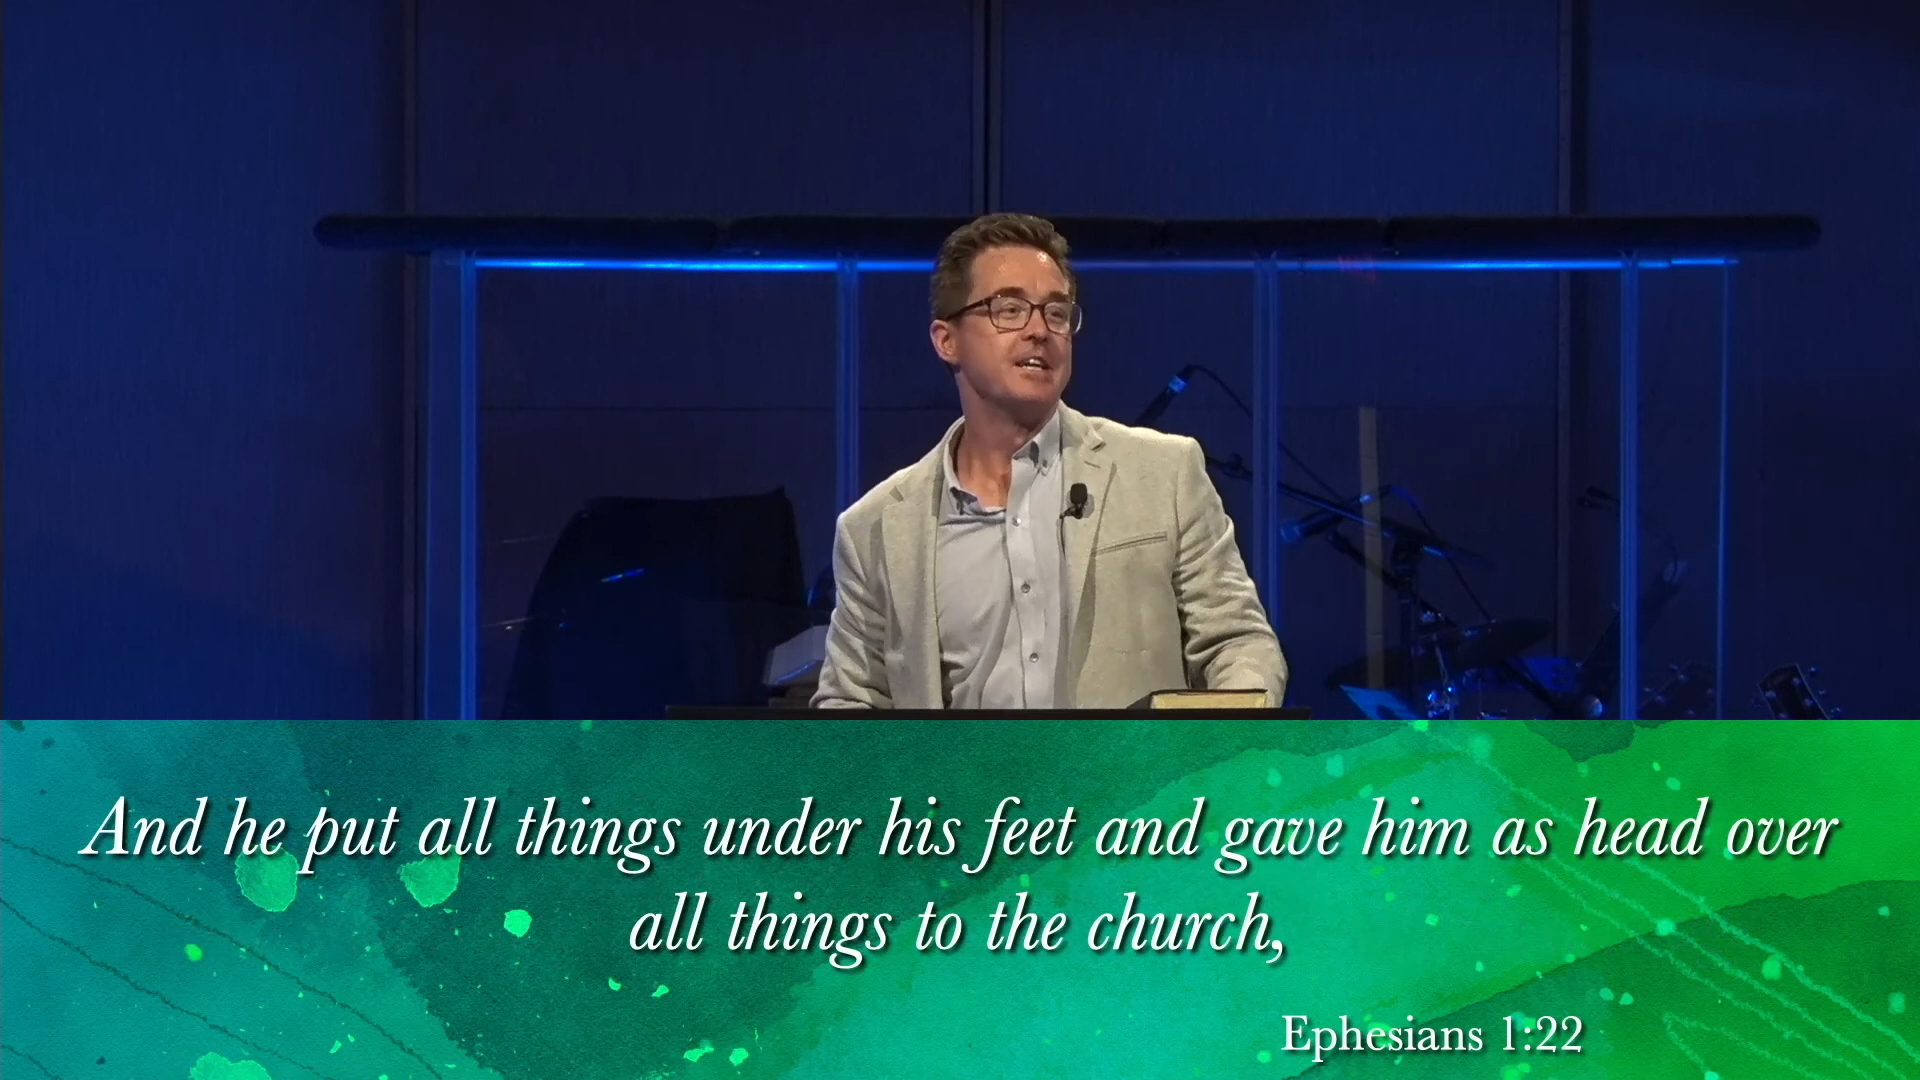 And he put all things under his feet and gave him as head over
all things to the church,
Ephesians 1:22